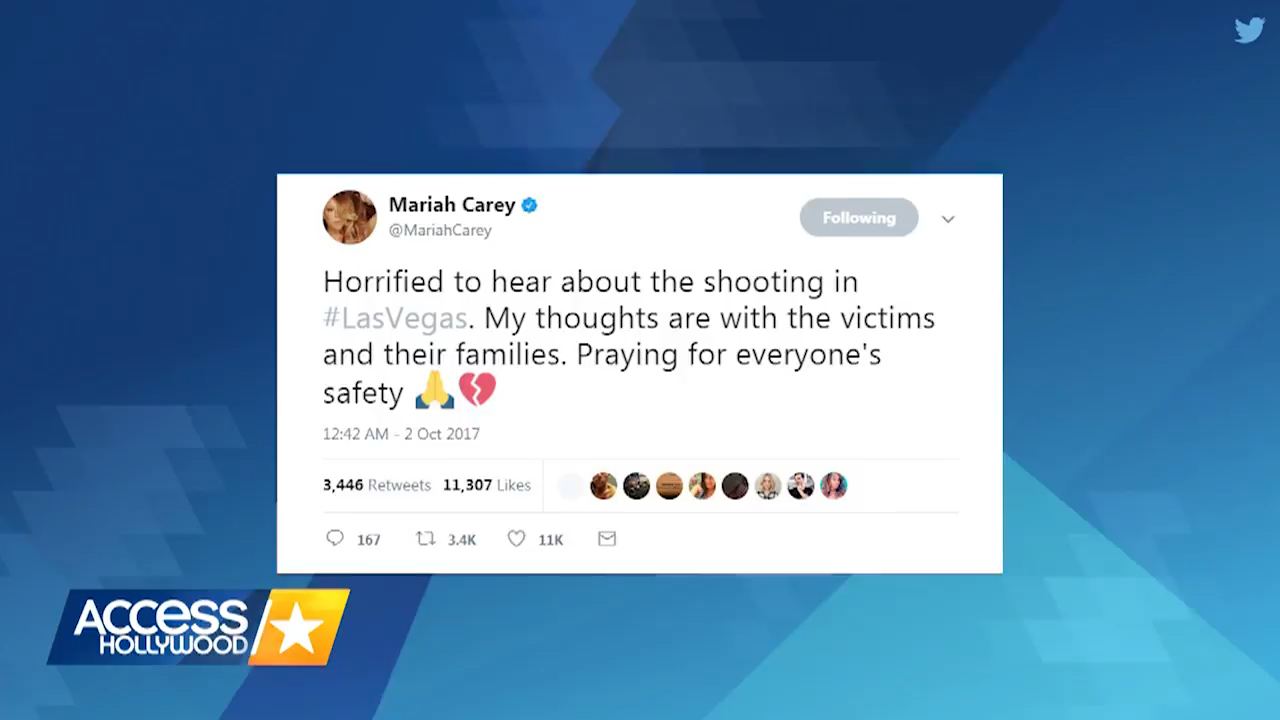 Mariah Carey
@MariahCarey
Following
Horrified to hear about the shooting in
#LasVegas. My thoughts are with the victims
and their families. Praying for everyone's
safety 🙏💔
12:42 AM - 2 Oct 2017
3,446 Retweets 11,307 Likes
167 3.4K 11K
ACCESS
HOLLYWOOD